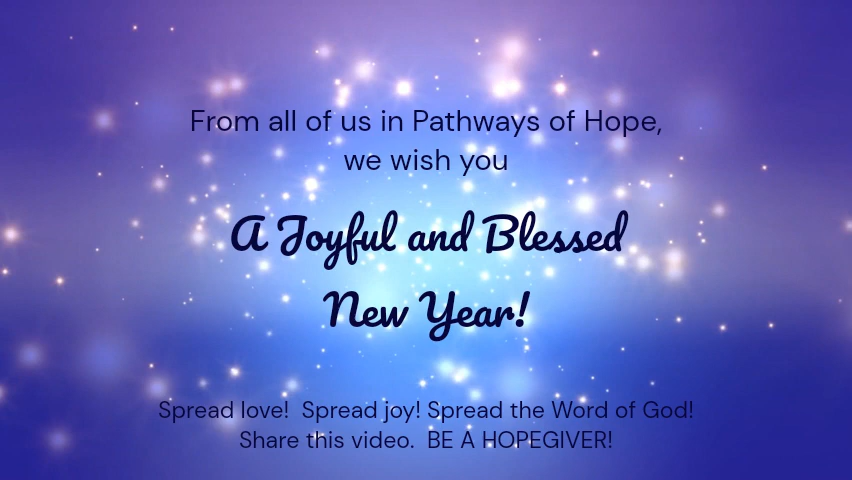 From all of us in Pathways of Hope,
we wish you
A Joyful and Blessed
New Year!
Spread love!  Spread joy! Spread the Word of God!
Share this video.  BE A HOPEGIVER!